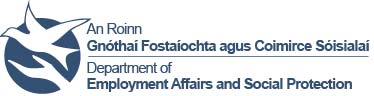 An Roinn
Gnóthaí Fostaíochta agus Coimirce Sóisialaí
Department of
Employment Affairs and Social Protection